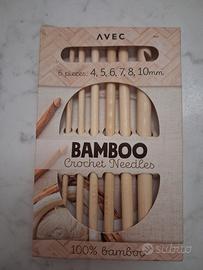 AVEC
6 pieces: 4, 5, 6, 7, 8, 10mm
BAMBOO
Crochet Needles
100% bamboo
subito